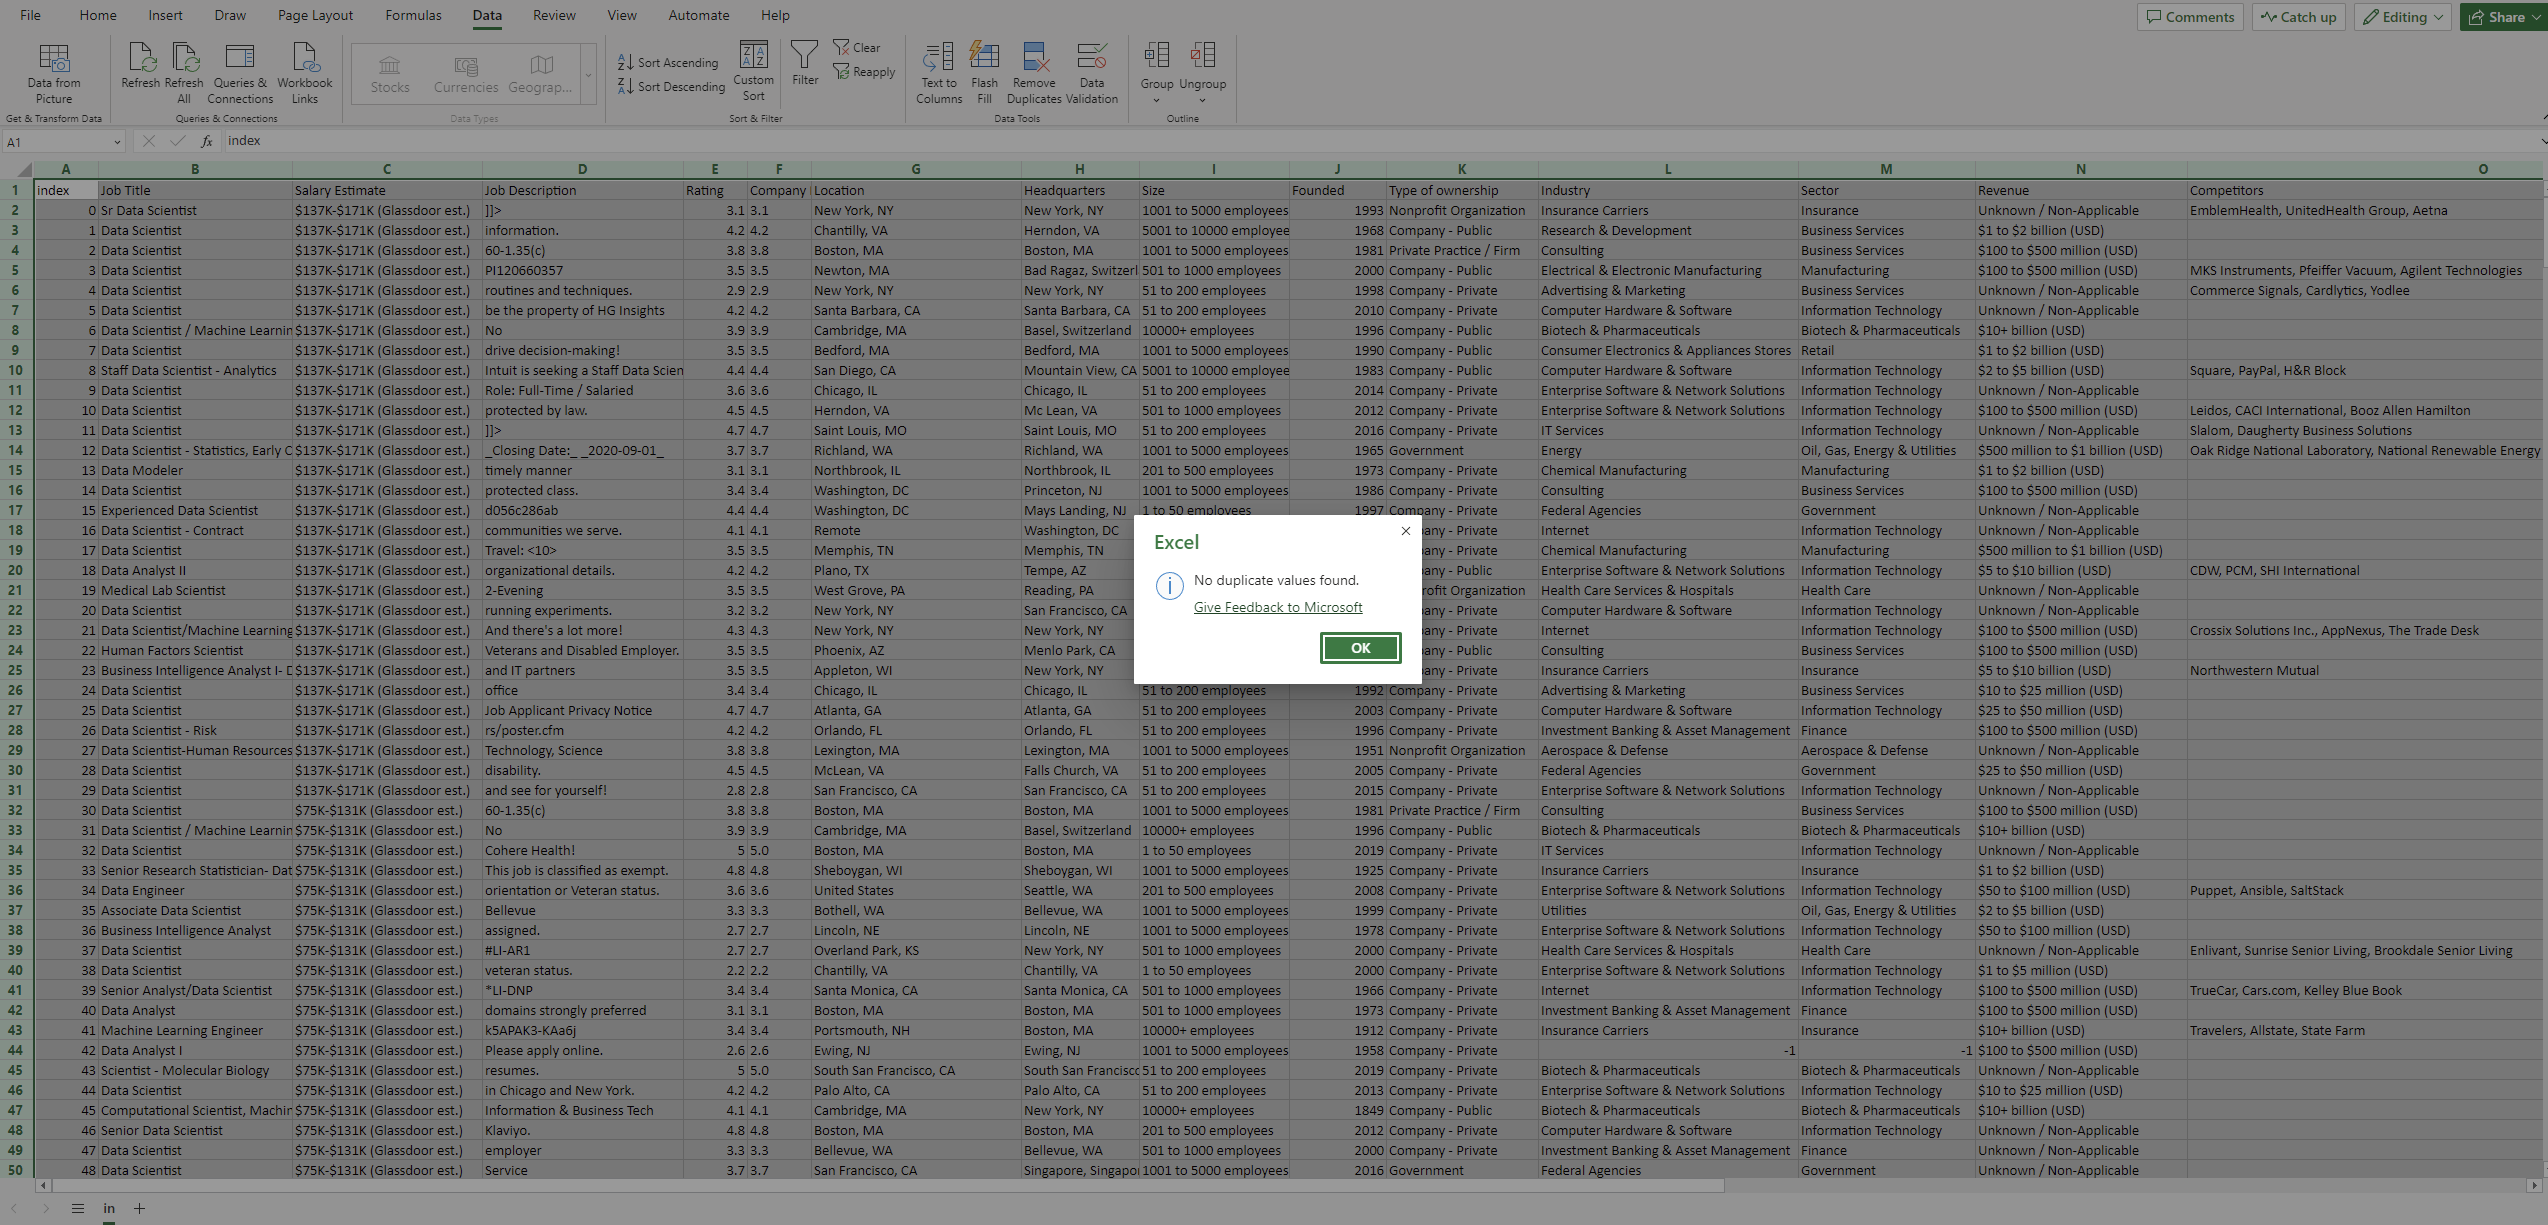 File Home Insert Draw Page Layout Formulas Data Review View Automate Help Comments Catch up Editing Share
Data from Picture Refresh Refresh All Queries & Connections Workbook Links Stocks Currencies Geograp... Sort Ascending Sort Descending Custom Sort Filter Clear Reapply Text to Columns Flash Fill Remove Duplicates Data Validation Group Ungroup
Get & Transform Data Queries & Connections Data Types Sort & Filter Data Tools Outline
A1 fx index
A B C D E F G H I J K L M N O
1 index Job Title Salary Estimate Job Description Rating Company Location Headquarters Size Founded Type of ownership Industry Sector Revenue Competitors
2 0 Sr Data Scientist $137K-$171K (Glassdoor est.) ]]> 3.1 3.1 New York, NY New York, NY 1001 to 5000 employees 1993 Nonprofit Organization Insurance Carriers Insurance Unknown / Non-Applicable EmblemHealth, UnitedHealth Group, Aetna
3 1 Data Scientist $137K-$171K (Glassdoor est.) information. 4.2 4.2 Chantilly, VA Herndon, VA 5001 to 10000 employee 1968 Company - Public Research & Development Business Services $1 to $2 billion (USD)
4 2 Data Scientist $137K-$171K (Glassdoor est.) 60-1.35(c) 3.8 3.8 Boston, MA Boston, MA 1001 to 5000 employees 1981 Private Practice / Firm Consulting Business Services $100 to $500 million (USD)
5 3 Data Scientist $137K-$171K (Glassdoor est.) PI120660357 3.5 3.5 Newton, MA Bad Ragaz, Switzerl 501 to 1000 employees 2000 Company - Public Electrical & Electronic Manufacturing Manufacturing $100 to $500 million (USD) MKS Instruments, Pfeiffer Vacuum, Agilent Technologies
6 4 Data Scientist $137K-$171K (Glassdoor est.) routines and techniques. 2.9 2.9 New York, NY New York, NY 51 to 200 employees 1998 Company - Private Advertising & Marketing Business Services Unknown / Non-Applicable Commerce Signals, Cardlytics, Yodlee
7 5 Data Scientist $137K-$171K (Glassdoor est.) be the property of HG Insights 4.2 4.2 Santa Barbara, CA Santa Barbara, CA 51 to 200 employees 2010 Company - Private Computer Hardware & Software Information Technology Unknown / Non-Applicable
8 6 Data Scientist / Machine Learnin $137K-$171K (Glassdoor est.) No 3.9 3.9 Cambridge, MA Basel, Switzerland 10000+ employees 1996 Company - Public Biotech & Pharmaceuticals Biotech & Pharmaceuticals $10+ billion (USD)
9 7 Data Scientist $137K-$171K (Glassdoor est.) drive decision-making! 3.5 3.5 Bedford, MA Bedford, MA 1001 to 5000 employees 1990 Company - Public Consumer Electronics & Appliances Stores Retail $1 to $2 billion (USD)
10 8 Staff Data Scientist - Analytics $137K-$171K (Glassdoor est.) Intuit is seeking a Staff Data Scien 4.4 4.4 San Diego, CA Mountain View, CA 5001 to 10000 employee 1983 Company - Public Computer Hardware & Software Information Technology $2 to $5 billion (USD) Square, PayPal, H&R Block
11 9 Data Scientist $137K-$171K (Glassdoor est.) Role: Full-Time / Salaried 3.6 3.6 Chicago, IL Chicago, IL 51 to 200 employees 2014 Company - Private Enterprise Software & Network Solutions Information Technology Unknown / Non-Applicable
12 10 Data Scientist $137K-$171K (Glassdoor est.) protected by law. 4.5 4.5 Herndon, VA Mc Lean, VA 501 to 1000 employees 2012 Company - Private Enterprise Software & Network Solutions Information Technology $100 to $500 million (USD) Leidos, CACI International, Booz Allen Hamilton
13 11 Data Scientist $137K-$171K (Glassdoor est.) ]]> 4.7 4.7 Saint Louis, MO Saint Louis, MO 51 to 200 employees 2016 Company - Private IT Services Information Technology Unknown / Non-Applicable Slalom, Daugherty Business Solutions
14 12 Data Scientist - Statistics, Early C $137K-$171K (Glassdoor est.) _Closing Date:_ _2020-09-01_ 3.7 3.7 Richland, WA Richland, WA 1001 to 5000 employees 1965 Government Energy Oil, Gas, Energy & Utilities $500 million to $1 billion (USD) Oak Ridge National Laboratory, National Renewable Energy
15 13 Data Modeler $137K-$171K (Glassdoor est.) timely manner 3.1 3.1 Northbrook, IL Northbrook, IL 201 to 500 employees 1973 Company - Private Chemical Manufacturing Manufacturing $1 to $2 billion (USD)
16 14 Data Scientist $137K-$171K (Glassdoor est.) protected class. 3.4 3.4 Washington, DC Princeton, NJ 1001 to 5000 employees 1986 Company - Private Consulting Business Services $100 to $500 million (USD)
17 15 Experienced Data Scientist $137K-$171K (Glassdoor est.) d056c286ab 4.4 4.4 Washington, DC Mays Landing, NJ 1 to 50 employees 1997 Company - Private Federal Agencies Government Unknown / Non-Applicable
18 16 Data Scientist - Contract $137K-$171K (Glassdoor est.) communities we serve. 4.1 4.1 Remote Washington, DC any - Private Internet Information Technology Unknown / Non-Applicable
19 17 Data Scientist $137K-$171K (Glassdoor est.) Travel: <10> 3.5 3.5 Memphis, TN Memphis, TN any - Private Chemical Manufacturing Manufacturing $500 million to $1 billion (USD)
20 18 Data Analyst II $137K-$171K (Glassdoor est.) organizational details. 4.2 4.2 Plano, TX Tempe, AZ any - Public Enterprise Software & Network Solutions Information Technology $5 to $10 billion (USD) CDW, PCM, SHI International
21 19 Medical Lab Scientist $137K-$171K (Glassdoor est.) 2-Evening 3.5 3.5 West Grove, PA Reading, PA rofit Organization Health Care Services & Hospitals Health Care Unknown / Non-Applicable
22 20 Data Scientist $137K-$171K (Glassdoor est.) running experiments. 3.2 3.2 New York, NY San Francisco, CA any - Private Computer Hardware & Software Information Technology Unknown / Non-Applicable
23 21 Data Scientist/Machine Learning $137K-$171K (Glassdoor est.) And there's a lot more! 4.3 4.3 New York, NY New York, NY any - Private Internet Information Technology $100 to $500 million (USD) Crossix Solutions Inc., AppNexus, The Trade Desk
24 22 Human Factors Scientist $137K-$171K (Glassdoor est.) Veterans and Disabled Employer. 3.5 3.5 Phoenix, AZ Menlo Park, CA any - Public Consulting Business Services $100 to $500 million (USD)
25 23 Business Intelligence Analyst I- D $137K-$171K (Glassdoor est.) and IT partners 3.5 3.5 Appleton, WI New York, NY any - Private Insurance Carriers Insurance $5 to $10 billion (USD) Northwestern Mutual
26 24 Data Scientist $137K-$171K (Glassdoor est.) office 3.4 3.4 Chicago, IL Chicago, IL 51 to 200 employees 1992 Company - Private Advertising & Marketing Business Services $10 to $25 million (USD)
27 25 Data Scientist $137K-$171K (Glassdoor est.) Job Applicant Privacy Notice 4.7 4.7 Atlanta, GA Atlanta, GA 51 to 200 employees 2003 Company - Private Computer Hardware & Software Information Technology $25 to $50 million (USD)
28 26 Data Scientist - Risk $137K-$171K (Glassdoor est.) rs/poster.cfm 4.2 4.2 Orlando, FL Orlando, FL 51 to 200 employees 1996 Company - Private Investment Banking & Asset Management Finance $100 to $500 million (USD)
29 27 Data Scientist-Human Resources $137K-$171K (Glassdoor est.) Technology, Science 3.8 3.8 Lexington, MA Lexington, MA 1001 to 5000 employees 1951 Nonprofit Organization Aerospace & Defense Aerospace & Defense Unknown / Non-Applicable
30 28 Data Scientist $137K-$171K (Glassdoor est.) disability. 4.5 4.5 McLean, VA Falls Church, VA 51 to 200 employees 2005 Company - Private Federal Agencies Government $25 to $50 million (USD)
31 29 Data Scientist $137K-$171K (Glassdoor est.) and see for yourself! 2.8 2.8 San Francisco, CA San Francisco, CA 51 to 200 employees 2015 Company - Private Enterprise Software & Network Solutions Information Technology Unknown / Non-Applicable
32 30 Data Scientist $75K-$131K (Glassdoor est.) 60-1.35(c) 3.8 3.8 Boston, MA Boston, MA 1001 to 5000 employees 1981 Private Practice / Firm Consulting Business Services $100 to $500 million (USD)
33 31 Data Scientist / Machine Learnin $75K-$131K (Glassdoor est.) No 3.9 3.9 Cambridge, MA Basel, Switzerland 10000+ employees 1996 Company - Public Biotech & Pharmaceuticals Biotech & Pharmaceuticals $10+ billion (USD)
34 32 Data Scientist $75K-$131K (Glassdoor est.) Cohere Health! 5 5.0 Boston, MA Boston, MA 1 to 50 employees 2019 Company - Private IT Services Information Technology Unknown / Non-Applicable
35 33 Senior Research Statistician- Dat $75K-$131K (Glassdoor est.) This job is classified as exempt. 4.8 4.8 Sheboygan, WI Sheboygan, WI 1001 to 5000 employees 1925 Company - Private Insurance Carriers Insurance $1 to $2 billion (USD)
36 34 Data Engineer $75K-$131K (Glassdoor est.) orientation or Veteran status. 3.6 3.6 United States Seattle, WA 201 to 500 employees 2008 Company - Private Enterprise Software & Network Solutions Information Technology $50 to $100 million (USD) Puppet, Ansible, SaltStack
37 35 Associate Data Scientist $75K-$131K (Glassdoor est.) Bellevue 3.3 3.3 Bothell, WA Bellevue, WA 1001 to 5000 employees 1999 Company - Private Utilities Oil, Gas, Energy & Utilities $2 to $5 billion (USD)
38 36 Business Intelligence Analyst $75K-$131K (Glassdoor est.) assigned. 2.7 2.7 Lincoln, NE Lincoln, NE 1001 to 5000 employees 1978 Company - Private Enterprise Software & Network Solutions Information Technology $50 to $100 million (USD)
39 37 Data Scientist $75K-$131K (Glassdoor est.) #LI-AR1 2.7 2.7 Overland Park, KS New York, NY 501 to 1000 employees 2000 Company - Private Health Care Services & Hospitals Health Care Unknown / Non-Applicable Enlivant, Sunrise Senior Living, Brookdale Senior Living
40 38 Data Scientist $75K-$131K (Glassdoor est.) veteran status. 2.2 2.2 Chantilly, VA Chantilly, VA 1 to 50 employees 2000 Company - Private Enterprise Software & Network Solutions Information Technology $1 to $5 million (USD)
41 39 Senior Analyst/Data Scientist $75K-$131K (Glassdoor est.) *LI-DNP 3.4 3.4 Santa Monica, CA Santa Monica, CA 501 to 1000 employees 1966 Company - Private Internet Information Technology $100 to $500 million (USD) TrueCar, Cars.com, Kelley Blue Book
42 40 Data Analyst $75K-$131K (Glassdoor est.) domains strongly preferred 3.1 3.1 Boston, MA Boston, MA 501 to 1000 employees 1973 Company - Private Investment Banking & Asset Management Finance $100 to $500 million (USD)
43 41 Machine Learning Engineer $75K-$131K (Glassdoor est.) k5APAK3-KAa6j 3.4 3.4 Portsmouth, NH Boston, MA 10000+ employees 1912 Company - Private Insurance Carriers Insurance $10+ billion (USD) Travelers, Allstate, State Farm
44 42 Data Analyst I $75K-$131K (Glassdoor est.) Please apply online. 2.6 2.6 Ewing, NJ Ewing, NJ 1001 to 5000 employees 1958 Company - Private -1 -1 $100 to $500 million (USD)
45 43 Scientist - Molecular Biology $75K-$131K (Glassdoor est.) resumes. 5 5.0 South San Francisco, CA South San Francisco 51 to 200 employees 2019 Company - Private Biotech & Pharmaceuticals Biotech & Pharmaceuticals Unknown / Non-Applicable
46 44 Data Scientist $75K-$131K (Glassdoor est.) in Chicago and New York. 4.2 4.2 Palo Alto, CA Palo Alto, CA 51 to 200 employees 2013 Company - Private Enterprise Software & Network Solutions Information Technology $10 to $25 million (USD)
47 45 Computational Scientist, Machin $75K-$131K (Glassdoor est.) Information & Business Tech 4.1 4.1 Cambridge, MA New York, NY 10000+ employees 1849 Company - Public Biotech & Pharmaceuticals Biotech & Pharmaceuticals $10+ billion (USD)
48 46 Senior Data Scientist $75K-$131K (Glassdoor est.) Klaviyo. 4.8 4.8 Boston, MA Boston, MA 201 to 500 employees 2012 Company - Private Computer Hardware & Software Information Technology Unknown / Non-Applicable
49 47 Data Scientist $75K-$131K (Glassdoor est.) employer 3.3 3.3 Bellevue, WA Bellevue, WA 501 to 1000 employees 2000 Company - Private Investment Banking & Asset Management Finance Unknown / Non-Applicable
50 48 Data Scientist $75K-$131K (Glassdoor est.) Service 3.7 3.7 San Francisco, CA Singapore, Singapo 1001 to 5000 employees 2016 Government Federal Agencies Government Unknown / Non-Applicable
Excel
No duplicate values found.
Give Feedback to Microsoft
OK
in